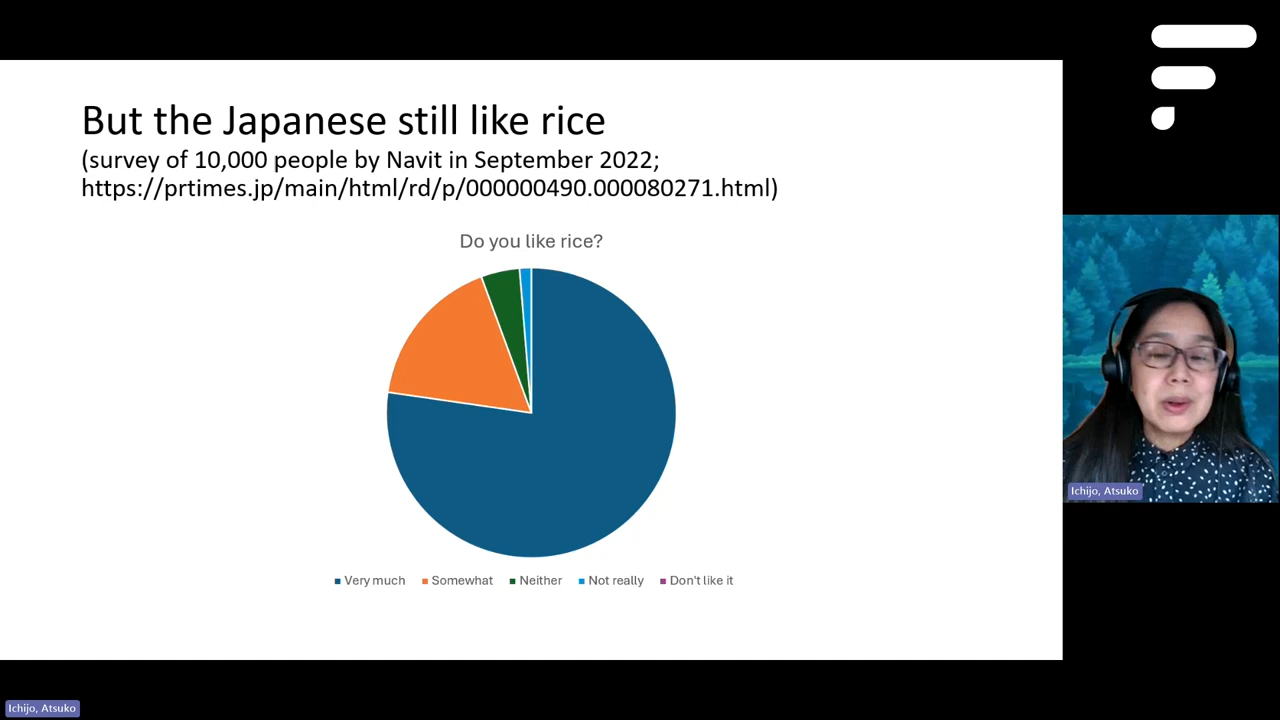 But the Japanese still like rice
(survey of 10,000 people by Navit in September 2022;
https://prtimes.jp/main/html/rd/p/000000490.000080271.html)
Do you like rice?
Very much Somewhat Neither Not really Don't like it
Ichijo, Atsuko
Ichijo, Atsuko